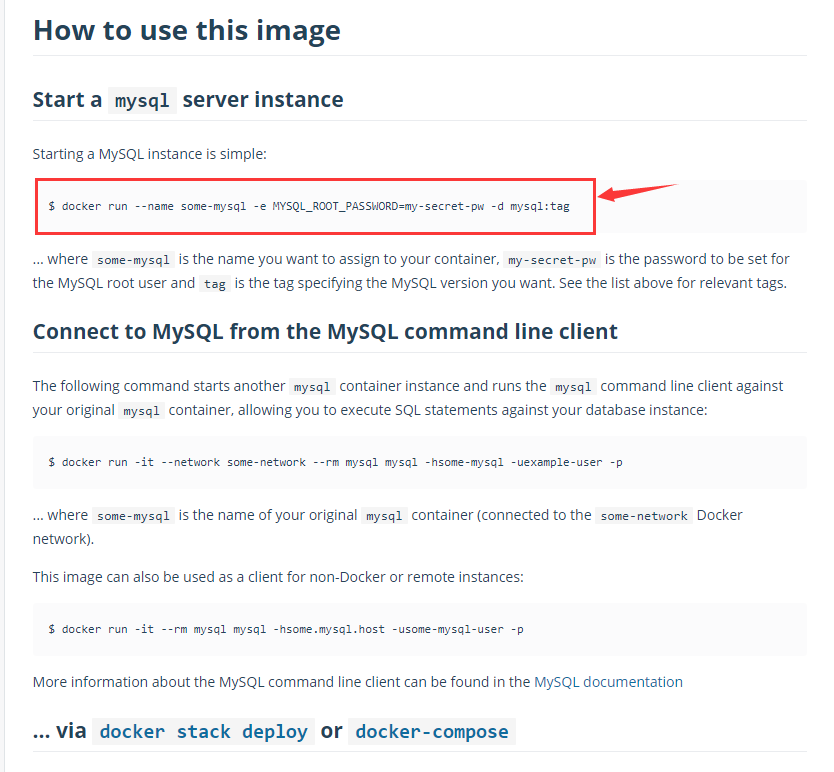 How to use this image
Start a mysql server instance
Starting a MySQL instance is simple:
$ docker run --name some-mysql -e MYSQL_ROOT_PASSWORD=my-secret-pw -d mysql:tag
... where some-mysql is the name you want to assign to your container, my-secret-pw is the password to be set for
the MySQL root user and tag is the tag specifying the MySQL version you want. See the list above for relevant tags.
Connect to MySQL from the MySQL command line client
The following command starts another mysql container instance and runs the mysql command line client against
your original mysql container, allowing you to execute SQL statements against your database instance:
$ docker run -it --network some-network --rm mysql mysql -hsome-mysql -uexample-user -p
... where some-mysql is the name of your original mysql container (connected to the some-network Docker
network).
This image can also be used as a client for non-Docker or remote instances:
$ docker run -it --rm mysql mysql -hsome.mysql.host -usome-mysql-user -p
More information about the MySQL command line client can be found in the MySQL documentation
... via docker stack deploy or docker-compose